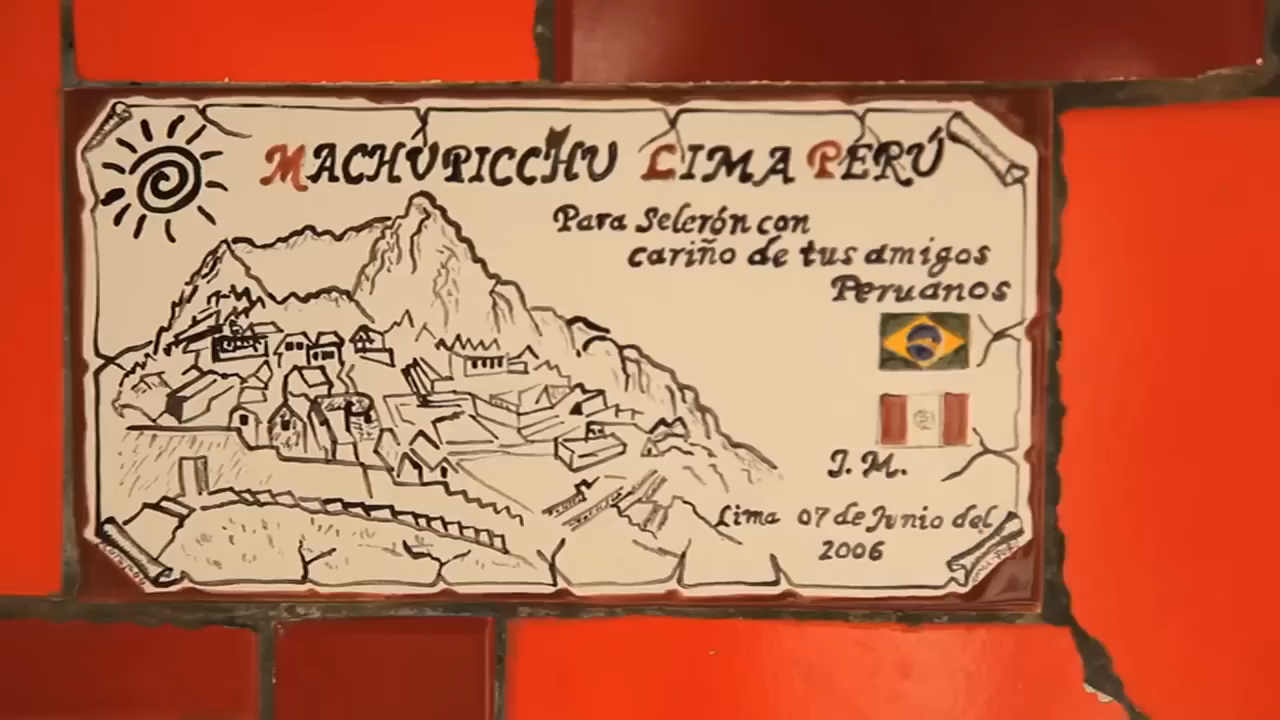 MACHUPICCHU LIMA PERÚ
Para Selerón con
cariño de tus amigos
Peruanos
J. M.
Lima 07 de Junio del
2006